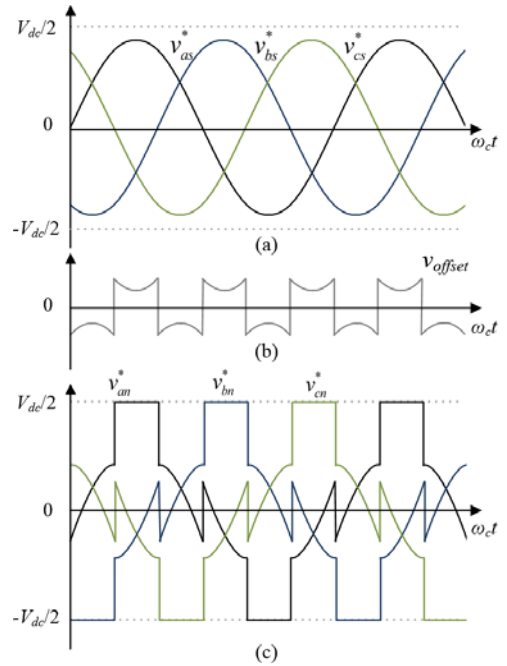 V_dc/2
v*_as v*_bs v*_cs
0
ω_c t
-V_dc/2
(a)
v_offset
0
ω_c t
(b)
v*_an v*_bn v*_cn
V_dc/2
0
ω_c t
-V_dc/2
(c)